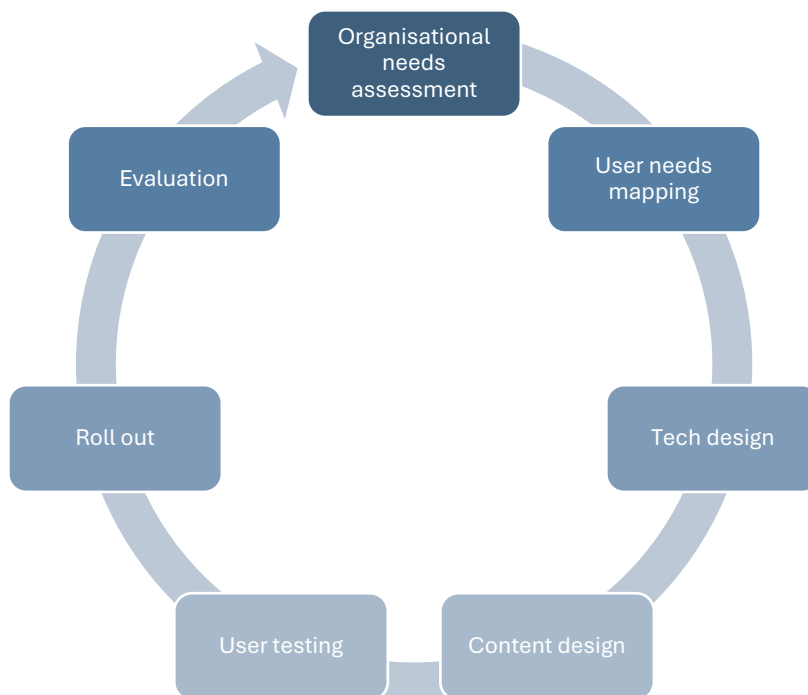 Organisational
needs
assessment
User needs
mapping
Tech design
Content design
User testing
Roll out
Evaluation